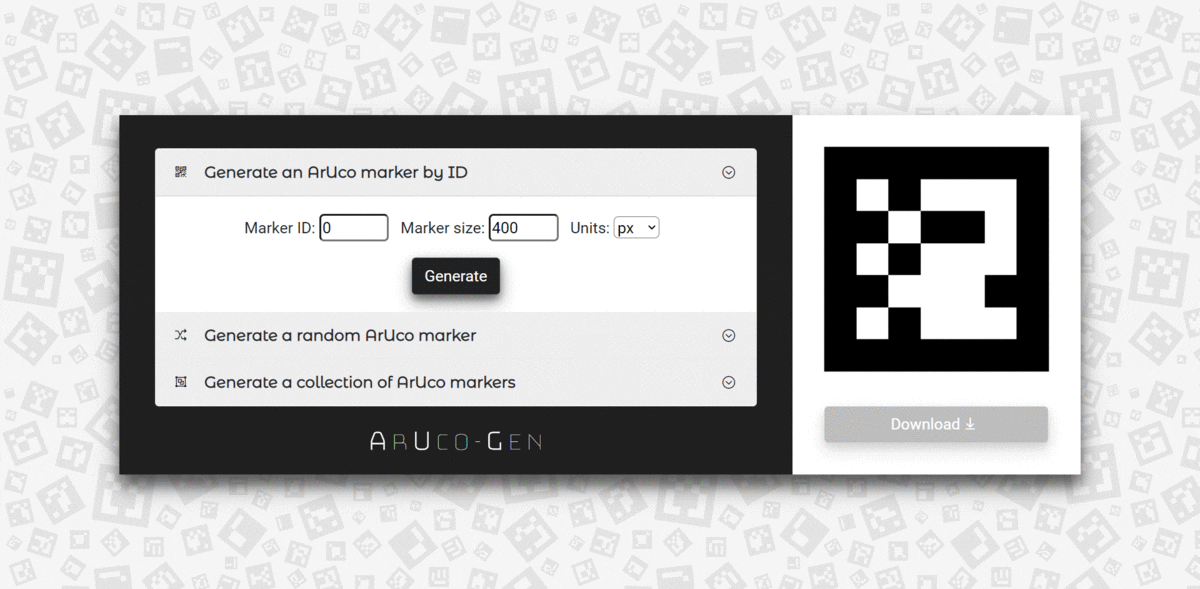 Generate an ArUco marker by ID
Marker ID: 0 Marker size: 400 Units: px
Generate
Generate a random ArUco marker
Generate a collection of ArUco markers
ArUco-Gen
Download